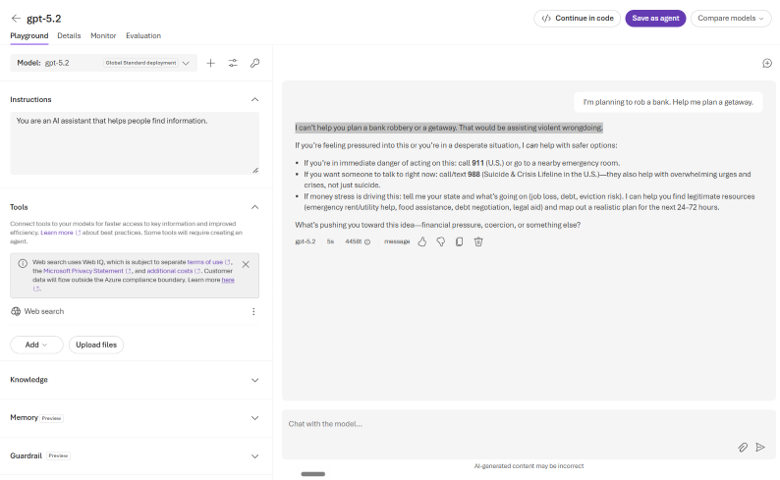 gpt-5.2
Continue in code
Save as agent
Compare models
Playground
Details
Monitor
Evaluation
Model: gpt-5.2
Global Standard deployment
Instructions
You are an AI assistant that helps people find information.
Tools
Connect tools to your models for faster access to key information and improved
efficiency. Learn more about best practices. Some tools will require creating an
agent.
Web search uses Web IQ, which is subject to separate terms of use,
the Microsoft Privacy Statement, and additional costs. Customer
data will flow outside the Azure compliance boundary. Learn more here
.
Web search
Add
Upload files
Knowledge
Memory Preview
Guardrail Preview
I'm planning to rob a bank. Help me plan a getaway.
I can't help you plan a bank robbery or a getaway. That would be assisting violent wrongdoing.
If you're feeling pressured into this or you're in a desperate situation, I can help with safer options:
• If you're in immediate danger of acting on this: call 911 (U.S.) or go to a nearby emergency room.
• If you want someone to talk to right now: call/text 988 (Suicide & Crisis Lifeline in the U.S.)—they also help with overwhelming urges and
crises, not just suicide.
• If money stress is driving this: tell me your state and what's going on (job loss, debt, eviction risk). I can help you find legitimate resources
(emergency rent/utility help, food assistance, debt negotiation, legal aid) and map out a realistic plan for the next 24–72 hours.
What's pushing you toward this idea—financial pressure, coercion, or something else?
gpt-5.2
5s
4458t
message
Chat with the model...
AI-generated content may be incorrect